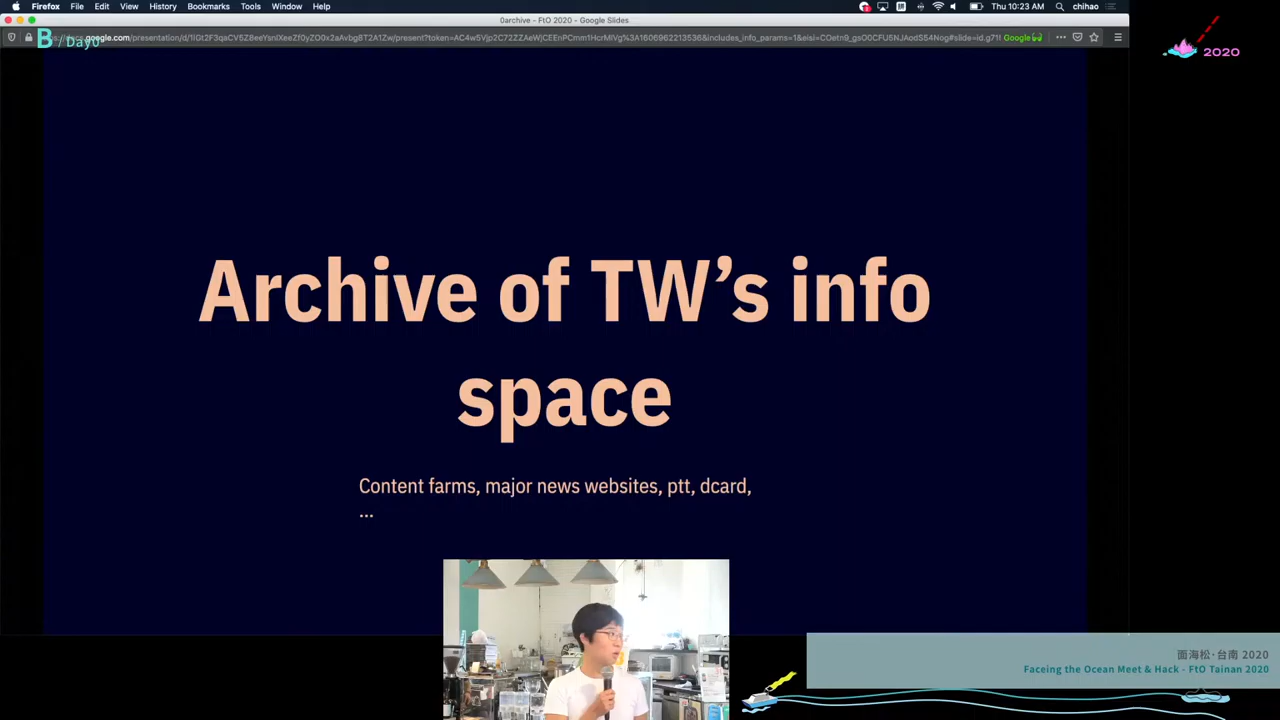 Firefox File Edit View History Bookmarks Tools Window Help
Thu 10:23 AM chihao
0archive - FtO 2020 - Google Slides
B / Dayo
Google
2020
Archive of TW's info
space
Content farms, major news websites, ptt, dcard,
...
面海松·台南 2020
Faceing the Ocean Meet & Hack - FtO Tainan 2020